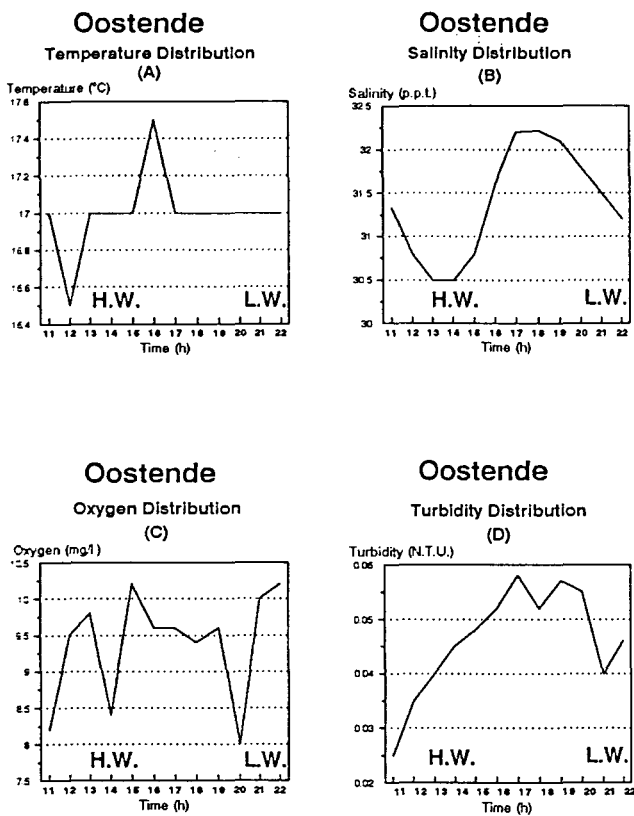 Oostende
Temperature Distribution
(A)
Temperature (°C)
17.6
17.4
17.2
17
16.8
16.6
16.4
H.W.
L.W.
11 12 13 14 15 16 17 18 19 20 21 22
Time (h)
Oostende
Salinity Distribution
(B)
Salinity (p.p.t.)
32.5
32
31.5
31
30.5
30
H.W.
L.W.
11 12 13 14 15 16 17 18 19 20 21 22
Time (h)
Oostende
Oxygen Distribution
(C)
Oxygen (mg/l)
10
9.5
9
8.5
8
7.5
H.W.
L.W.
11 12 13 14 15 16 17 18 19 20 21 22
Time (h)
Oostende
Turbidity Distribution
(D)
Turbidity (N.T.U.)
0.06
0.05
0.04
0.03
0.02
H.W.
L.W.
11 12 13 14 15 16 17 18 19 20 21 22
Time (h)